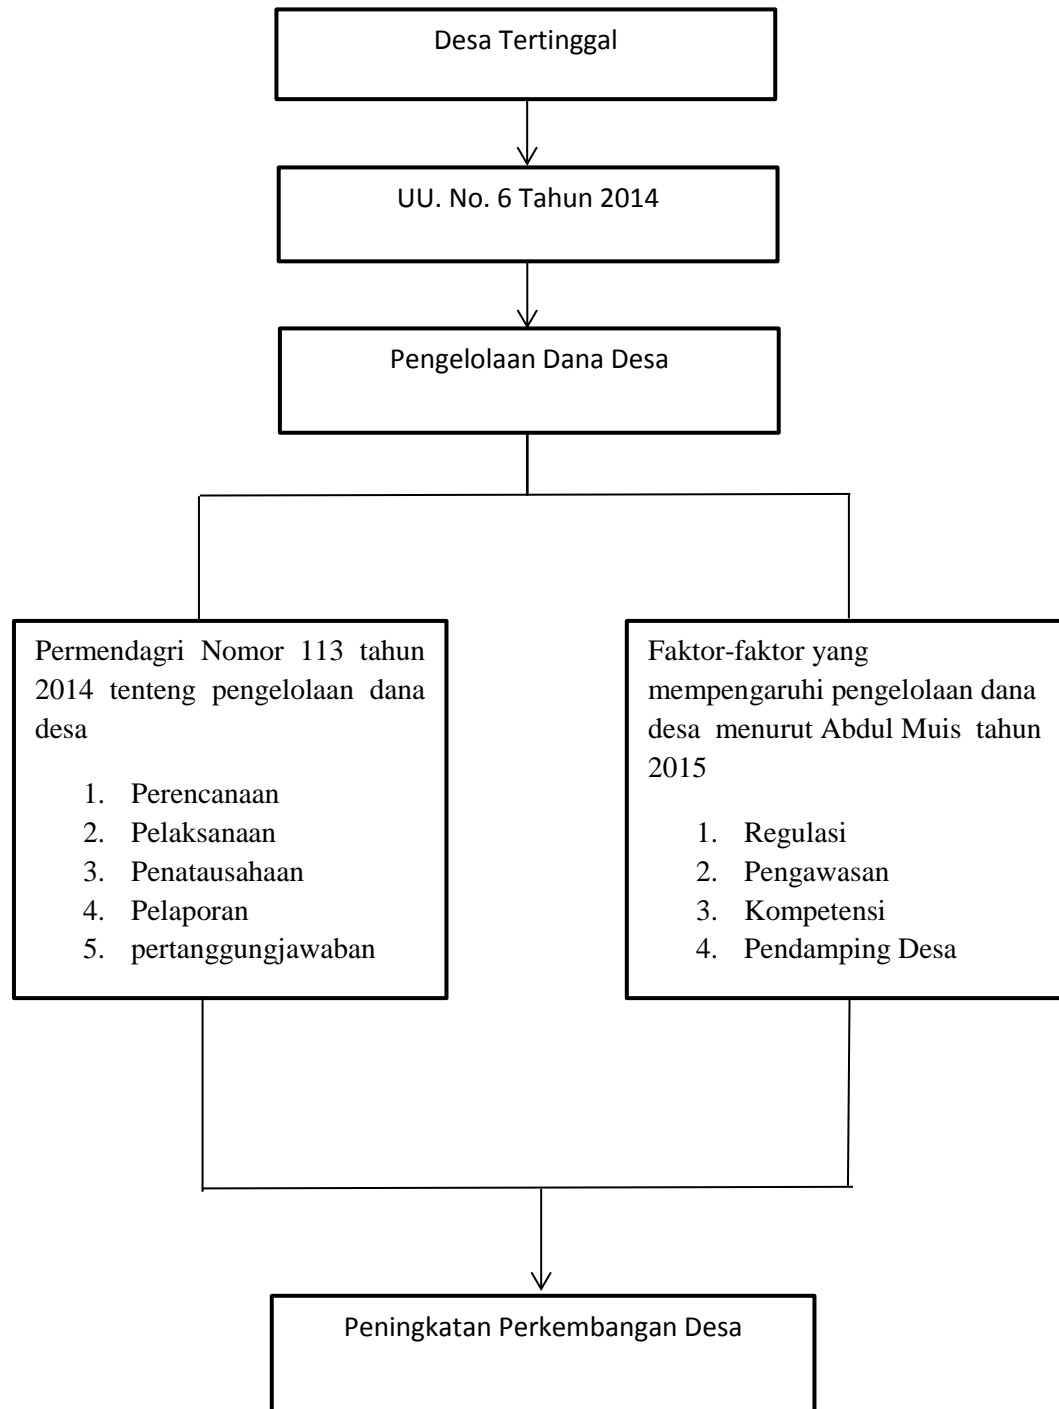 Desa Tertinggal
UU. No. 6 Tahun 2014
Pengelolaan Dana Desa
Permendagri Nomor 113 tahun
2014 tenteng pengelolaan dana
desa
1. Perencanaan
2. Pelaksanaan
3. Penatausahaan
4. Pelaporan
5. pertanggungjawaban
Faktor-faktor yang
mempengaruhi pengelolaan dana
desa menurut Abdul Muis tahun
2015
1. Regulasi
2. Pengawasan
3. Kompetensi
4. Pendamping Desa
Peningkatan Perkembangan Desa